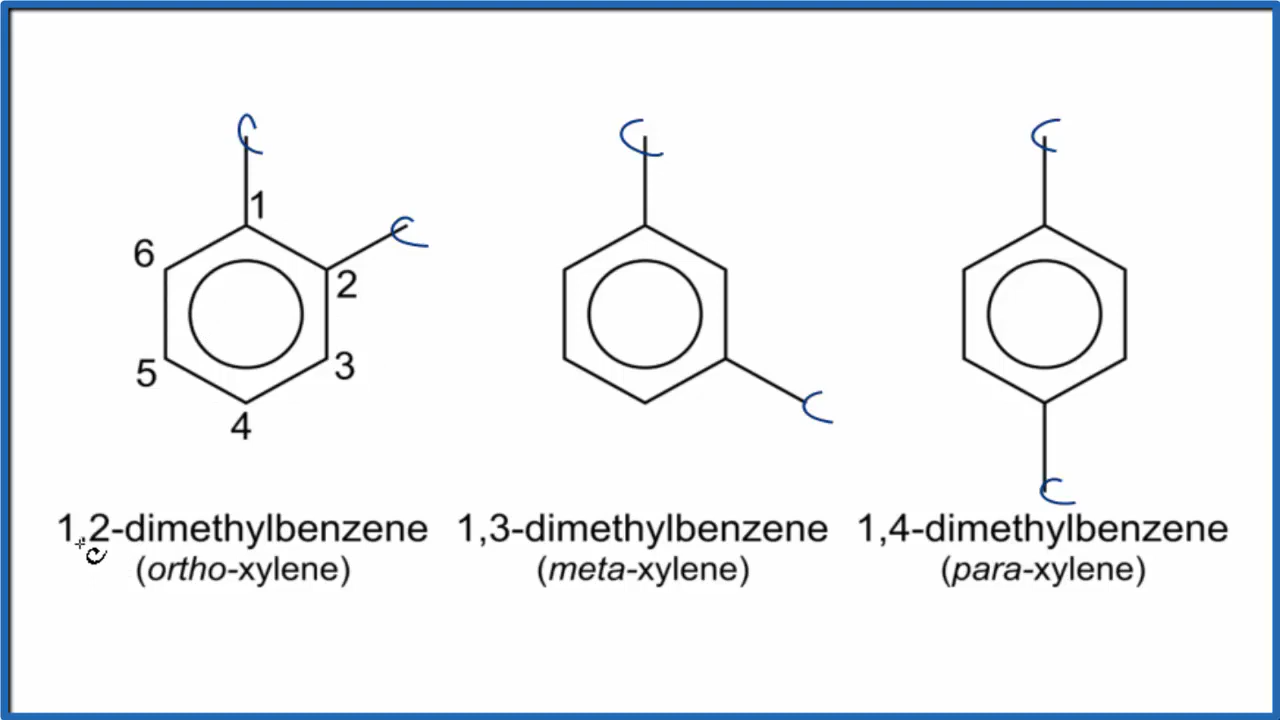 C C C
1 C
6
2
5 3 C
4
C
1,2-dimethylbenzene 1,3-dimethylbenzene 1,4-dimethylbenzene
(ortho-xylene) (meta-xylene) (para-xylene)